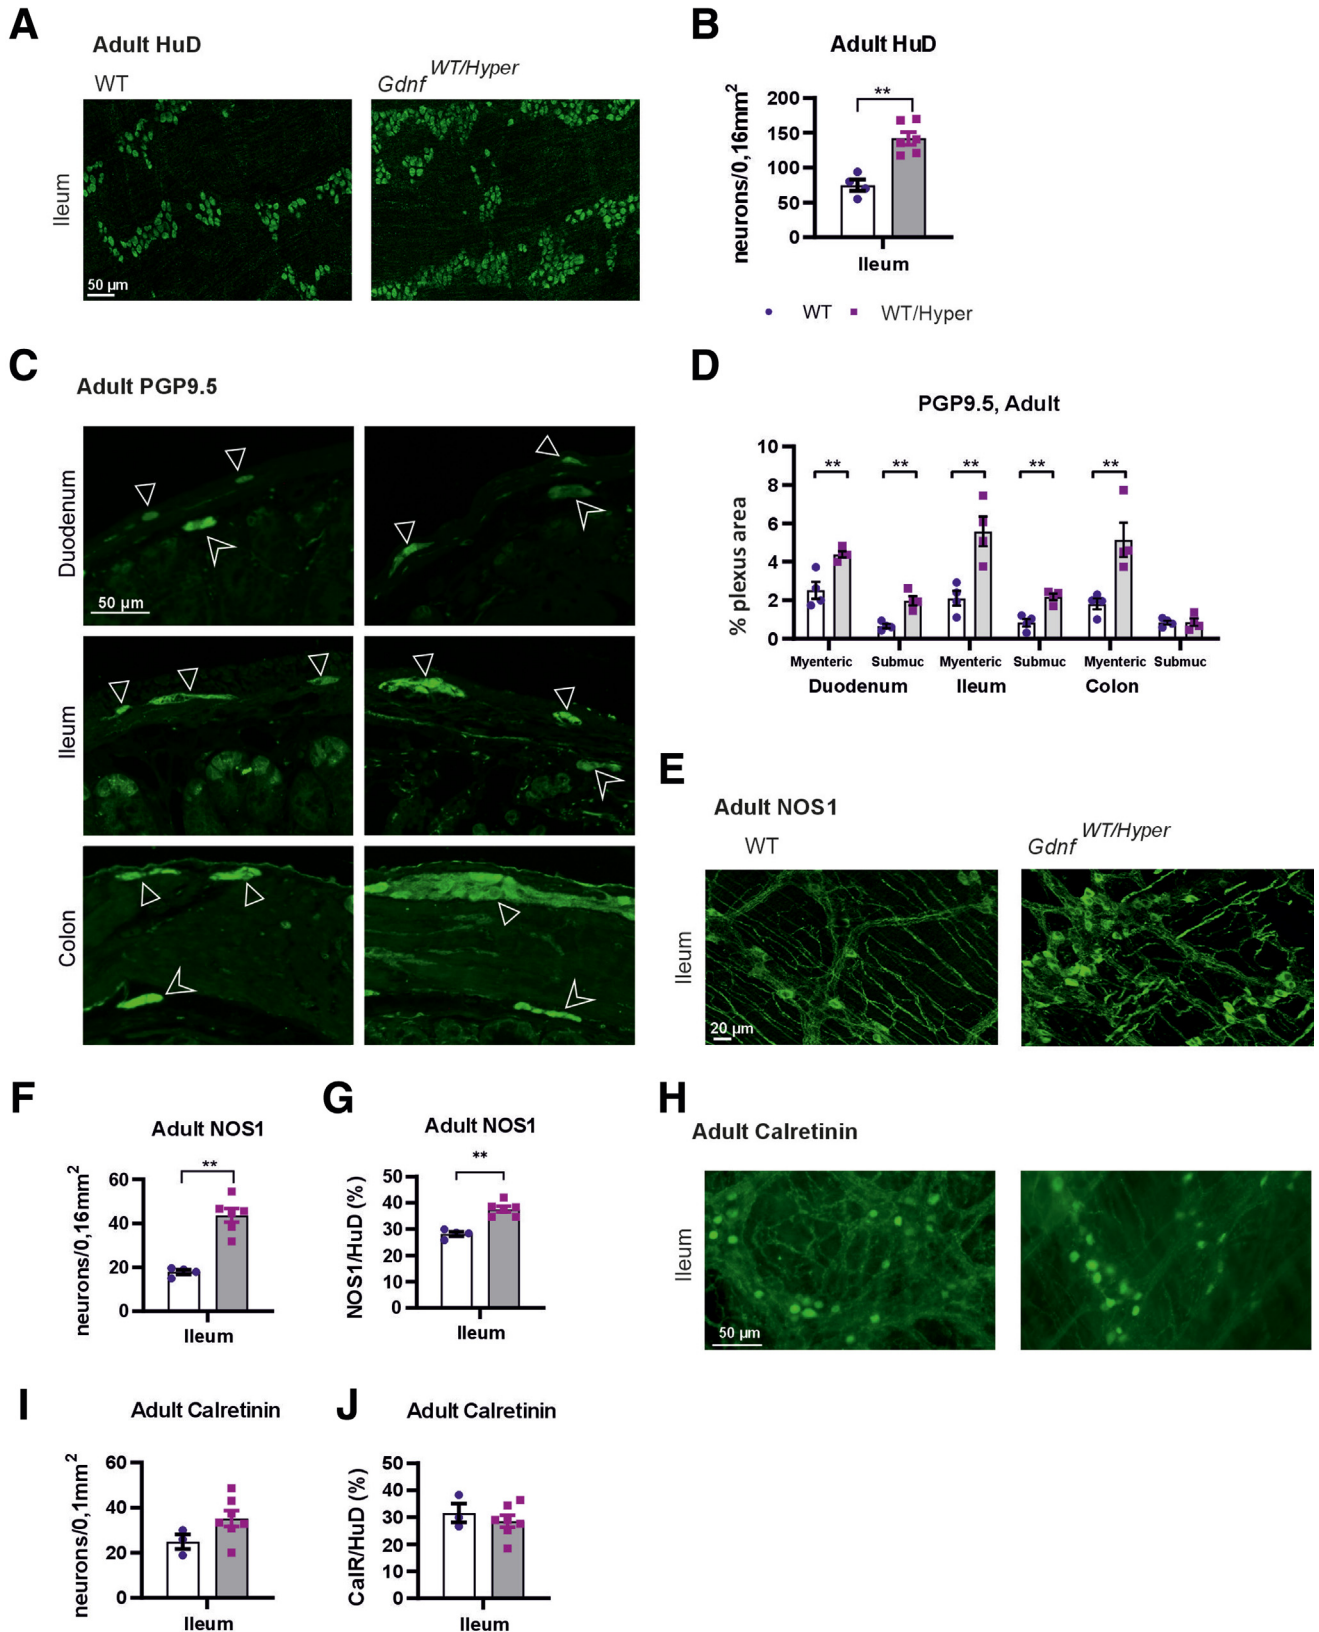 A
Adult HuD
WT
Gdnf WT/Hyper
Ileum
50 µm
B
Adult HuD
neurons/0,16mm2
200
150
100
50
0
**
Ileum
WT
WT/Hyper
C
Adult PGP9.5
Duodenum
50 µm
Ileum
Colon
D
PGP9.5, Adult
% plexus area
10
8
6
4
2
0
** ** ** ** **
Myenteric Submuc Myenteric Submuc Myenteric Submuc
Duodenum Ileum Colon
E
Adult NOS1
WT
Gdnf WT/Hyper
Ileum
20 µm
F
Adult NOS1
neurons/0,16mm2
60
40
20
0
**
Ileum
G
Adult NOS1
NOS1/HuD (%)
50
40
30
20
10
0
**
Ileum
H
Adult Calretinin
Ileum
50 µm
I
Adult Calretinin
neurons/0,1mm2
60
40
20
0
Ileum
J
Adult Calretinin
CalR/HuD (%)
50
40
30
20
10
0
Ileum